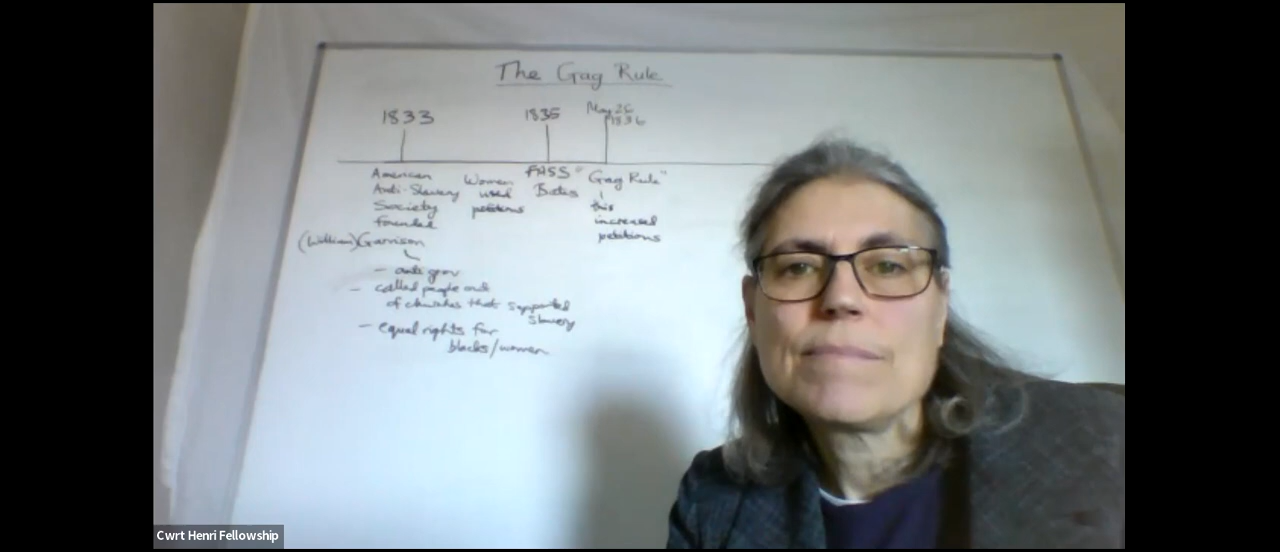 The Gag Rule
1833
1835
May 26
1836
American
Anti-Slavery
Society
founded
(William) Garrison
- anti gov
- called people out
of churches that supported
slavery
- equal rights for
blacks/women
Women
used
petitions
FASS
"Gag Rule"
this
increased
petitions
Cwrt Henri Fellowship